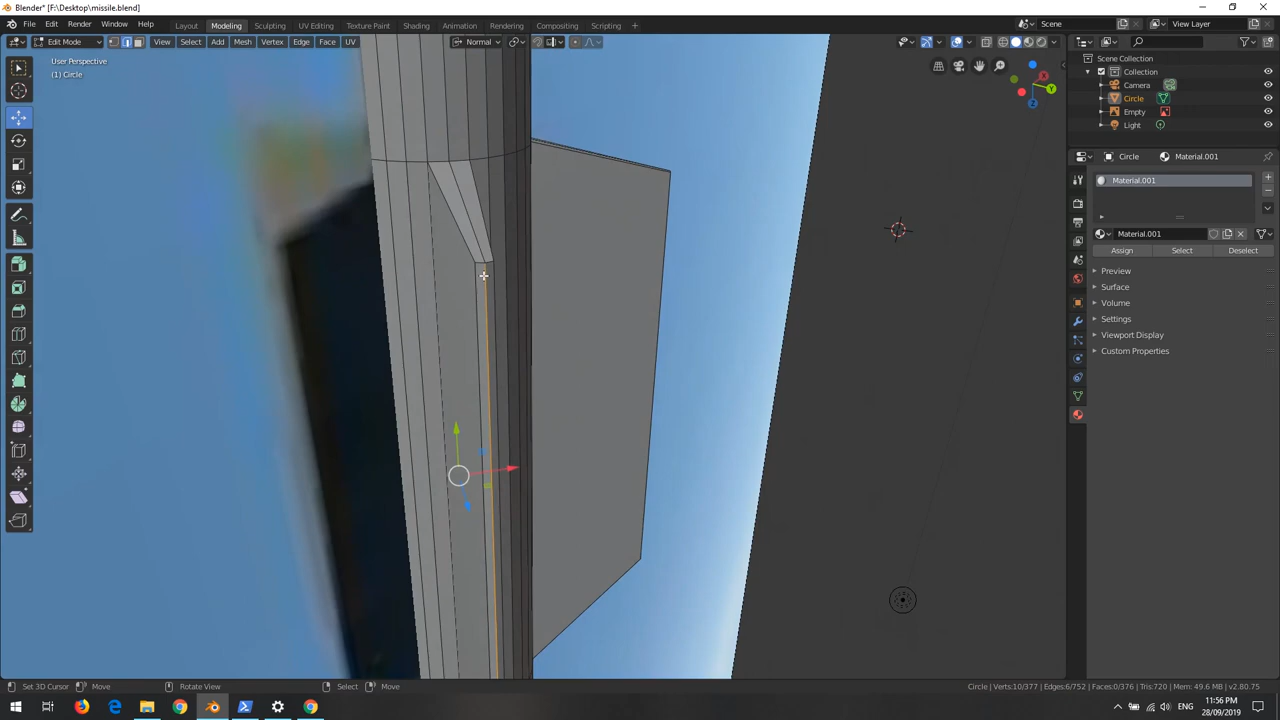 Blender* [F:\Desktop\missile.blend]
File Edit Render Window Help Layout Modeling Sculpting UV Editing Texture Paint Shading Animation Rendering Compositing Scripting + Scene View Layer
Edit Mode View Select Add Mesh Vertex Edge Face UV Normal
User Perspective
(1) Circle
X
Y
Z
Scene Collection
Collection
Camera
Circle
Empty
Light
Circle Material.001
Material.001
Material.001
Assign Select Deselect
Preview
Surface
Volume
Settings
Viewport Display
Custom Properties
Set 3D Cursor Move Rotate View Select Move Circle | Verts:10/377 | Edges:6/752 | Faces:0/376 | Tris:720 | Mem: 49.6 MB | v2.80.75
ENG
11:56 PM
28/09/2019